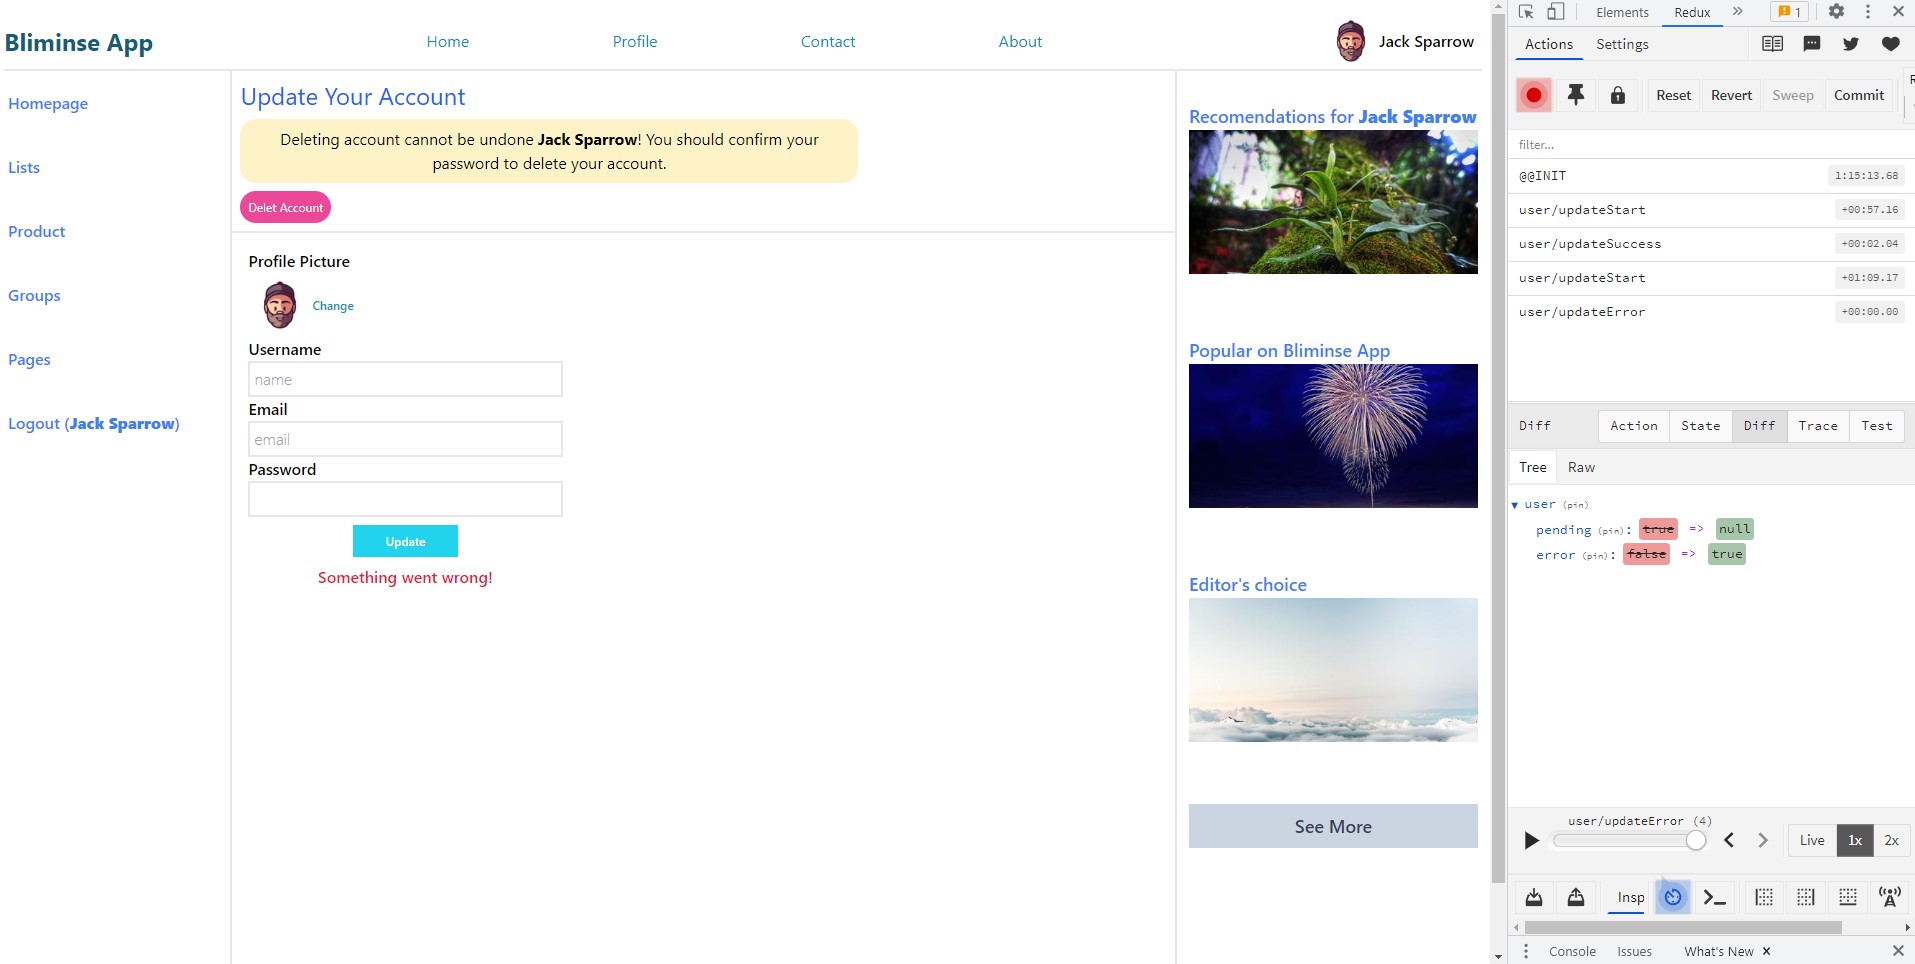 Bliminse App
Home
Profile
Contact
About
Jack Sparrow
Homepage
Lists
Product
Groups
Pages
Logout (Jack Sparrow)
Update Your Account
Deleting account cannot be undone Jack Sparrow! You should confirm your
password to delete your account.
Delet Account
Profile Picture
Change
Username
name
Email
email
Password
Update
Something went wrong!
Recomendations for Jack Sparrow
Popular on Bliminse App
Editor's choice
See More
Elements
Redux
1
Actions
Settings
Reset
Revert
Sweep
Commit
filter...
@@INIT 1:15:13.68
user/updateStart +00:57.16
user/updateSuccess +00:02.04
user/updateStart +01:09.17
user/updateError +00:00.00
Diff
Action
State
Diff
Trace
Test
Tree
Raw
user (pin)
pending (pin): true => null
error (pin): false => true
user/updateError (4)
Live
1x
2x
Insp
Console
Issues
What's New